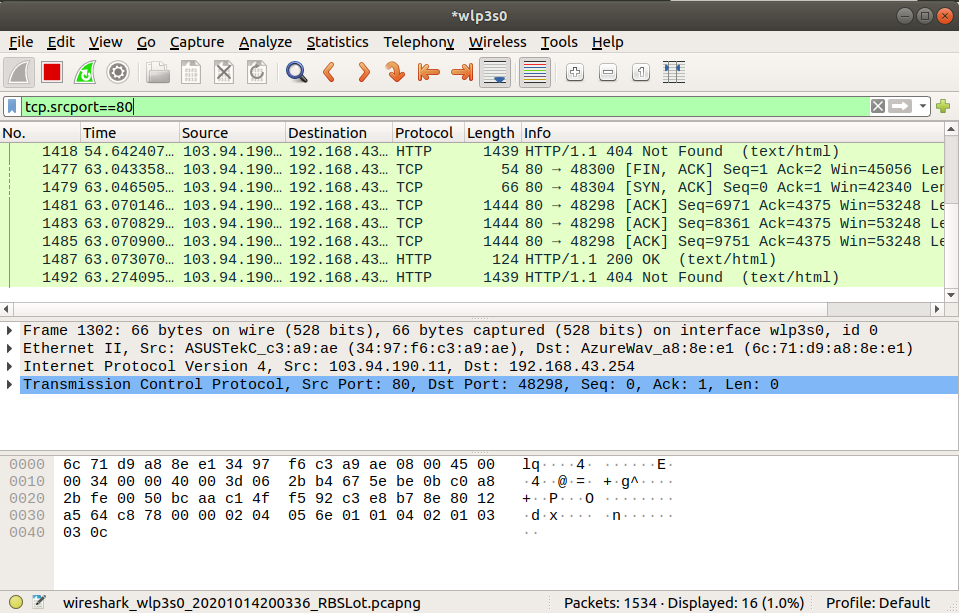 *wlp3s0
File Edit View Go Capture Analyze Statistics Telephony Wireless Tools Help
tcp.srcport==80
No. Time Source Destination Protocol Length Info
1418 54.642407… 103.94.190… 192.168.43… HTTP 1439 HTTP/1.1 404 Not Found (text/html)
1477 63.043358… 103.94.190… 192.168.43… TCP 54 80 → 48300 [FIN, ACK] Seq=1 Ack=2 Win=45056 Len
1479 63.046505… 103.94.190… 192.168.43… TCP 66 80 → 48304 [SYN, ACK] Seq=0 Ack=1 Win=42340 Len
1481 63.070146… 103.94.190… 192.168.43… TCP 1444 80 → 48298 [ACK] Seq=6971 Ack=4375 Win=53248 Le
1483 63.070829… 103.94.190… 192.168.43… TCP 1444 80 → 48298 [ACK] Seq=8361 Ack=4375 Win=53248 Le
1485 63.070900… 103.94.190… 192.168.43… TCP 1444 80 → 48298 [ACK] Seq=9751 Ack=4375 Win=53248 Le
1487 63.073070… 103.94.190… 192.168.43… HTTP 124 HTTP/1.1 200 OK (text/html)
1492 63.274095… 103.94.190… 192.168.43… HTTP 1439 HTTP/1.1 404 Not Found (text/html)
Frame 1302: 66 bytes on wire (528 bits), 66 bytes captured (528 bits) on interface wlp3s0, id 0
Ethernet II, Src: ASUSTekC_c3:a9:ae (34:97:f6:c3:a9:ae), Dst: AzureWav_a8:8e:e1 (6c:71:d9:a8:8e:e1)
Internet Protocol Version 4, Src: 103.94.190.11, Dst: 192.168.43.254
Transmission Control Protocol, Src Port: 80, Dst Port: 48298, Seq: 0, Ack: 1, Len: 0
0000 6c 71 d9 a8 8e e1 34 97 f6 c3 a9 ae 08 00 45 00 lq····4· ······E·
0010 00 34 00 00 40 00 3d 06 2b b4 67 5e be 0b c0 a8 ·4··@·=· +·g^····
0020 2b fe 00 50 bc aa c1 4f f5 92 c3 e8 b7 8e 80 12 +··P···O ········
0030 a5 64 c8 78 00 00 02 04 05 6e 01 01 04 02 01 03 ·d·x···· ·n······
0040 03 0c ··
wireshark_wlp3s0_20201014200336_RBSLot.pcapng Packets: 1534 · Displayed: 16 (1.0%) Profile: Default